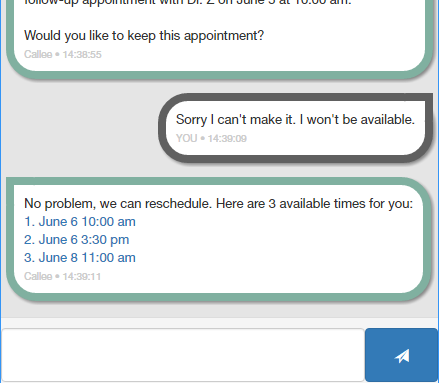 follow-up appointment with Dr. Z on June 5 at 10:00 am.
Would you like to keep this appointment?
Callee • 14:38:55
Sorry I can't make it. I won't be available.
YOU • 14:39:09
No problem, we can reschedule. Here are 3 available times for you:
1. June 6 10:00 am
2. June 6 3:30 pm
3. June 8 11:00 am
Callee • 14:39:11